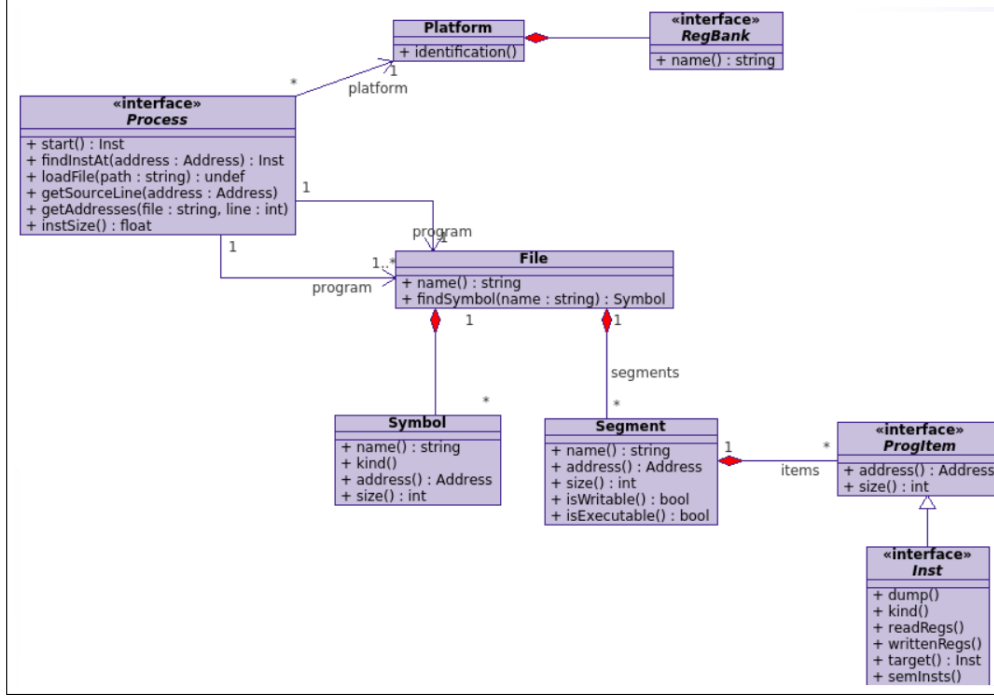 Platform
+ identification()
«interface»
RegBank
+ name() : string
*
1
platform
«interface»
Process
+ start() : Inst
+ findInstAt(address : Address) : Inst
+ loadFile(path : string) : undef
+ getSourceLine(address : Address)
+ getAddresses(file : string, line : int)
+ instSize() : float
1
program
1
1
1..*
program
File
+ name() : string
+ findSymbol(name : string) : Symbol
1
1
segments
*
*
Symbol
+ name() : string
+ kind()
+ address() : Address
+ size() : int
Segment
+ name() : string
+ address() : Address
+ size() : int
+ isWritable() : bool
+ isExecutable() : bool
1
*
items
«interface»
ProgItem
+ address() : Address
+ size() : int
«interface»
Inst
+ dump()
+ kind()
+ readRegs()
+ writtenRegs()
+ target() : Inst
+ semInsts()